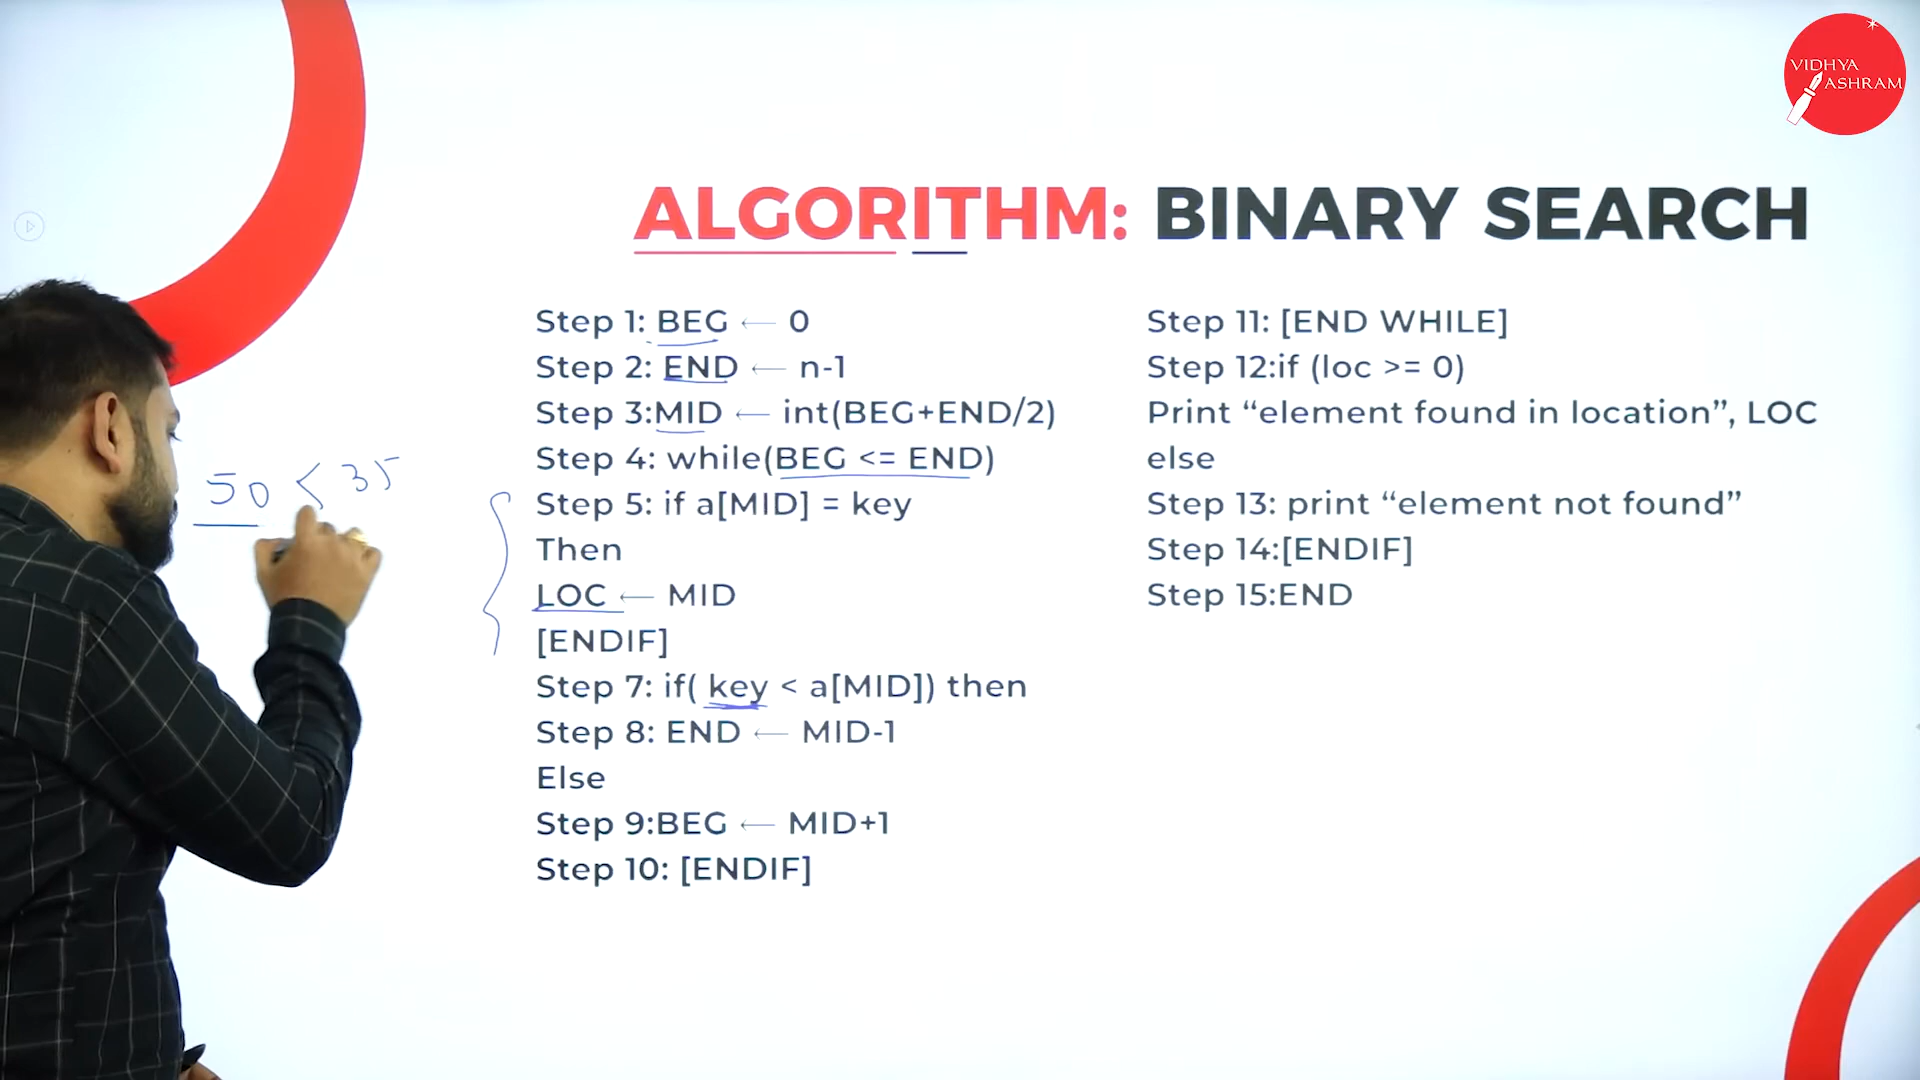 VIDHYA
ASHRAM
ALGORITHM: BINARY SEARCH
Step 1: BEG ← 0
Step 2: END ← n-1
Step 3:MID ← int(BEG+END/2)
Step 4: while(BEG <= END)
Step 5: if a[MID] = key
Then
LOC ← MID
[ENDIF]
Step 7: if( key < a[MID]) then
Step 8: END ← MID-1
Else
Step 9:BEG ← MID+1
Step 10: [ENDIF]
Step 11: [END WHILE]
Step 12:if (loc >= 0)
Print “element found in location”, LOC
else
Step 13: print “element not found”
Step 14:[ENDIF]
Step 15:END
50 < 35